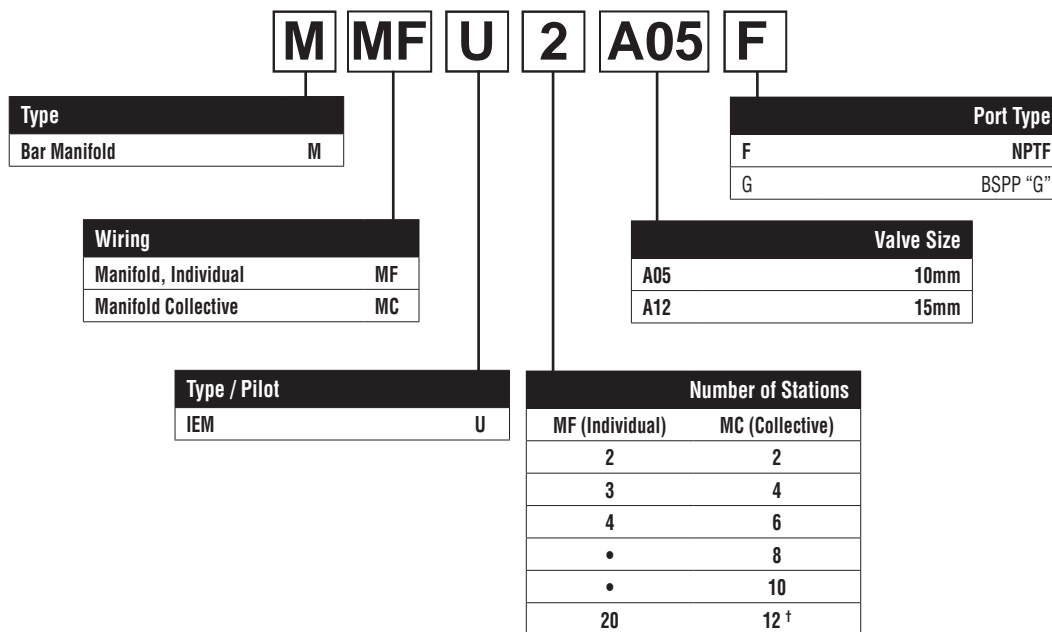 M MF U 2 A05 F
Type
Bar Manifold M
Port Type
F NPTF
G BSPP “G”
Wiring
Manifold, Individual MF
Manifold Collective MC
Valve Size
A05 10mm
A12 15mm
Type / Pilot
IEM U
Number of Stations
MF (Individual) MC (Collective)
2 2
3 4
4 6
• 8
• 10
20 12 †